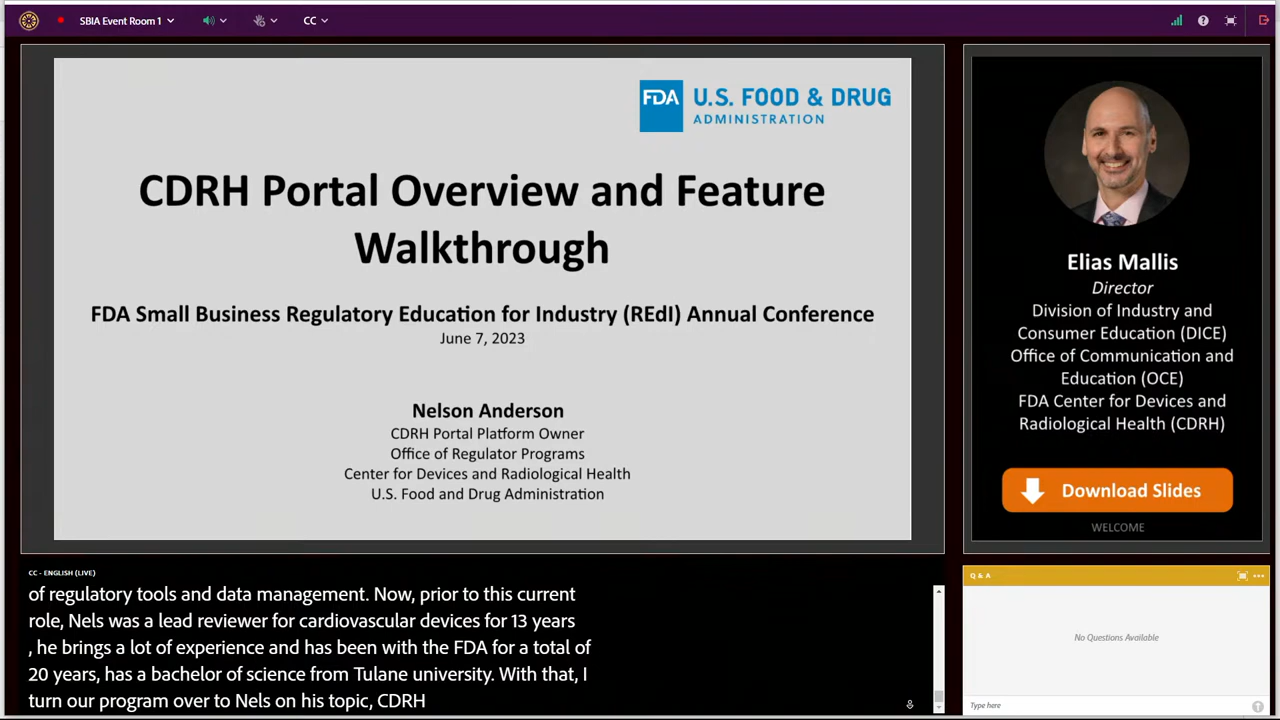 SBIA Event Room 1
CC
FDA U.S. FOOD & DRUG
ADMINISTRATION
CDRH Portal Overview and Feature
Walkthrough
FDA Small Business Regulatory Education for Industry (REdI) Annual Conference
June 7, 2023
Nelson Anderson
CDRH Portal Platform Owner
Office of Regulator Programs
Center for Devices and Radiological Health
U.S. Food and Drug Administration
Elias Mallis
Director
Division of Industry and
Consumer Education (DICE)
Office of Communication and
Education (OCE)
FDA Center for Devices and
Radiological Health (CDRH)
Download Slides
WELCOME
CC - ENGLISH (LIVE)
of regulatory tools and data management. Now, prior to this current
role, Nels was a lead reviewer for cardiovascular devices for 13 years
, he brings a lot of experience and has been with the FDA for a total of
20 years, has a bachelor of science from Tulane university. With that, I
turn our program over to Nels on his topic, CDRH
Q & A
No Questions Available
Type here